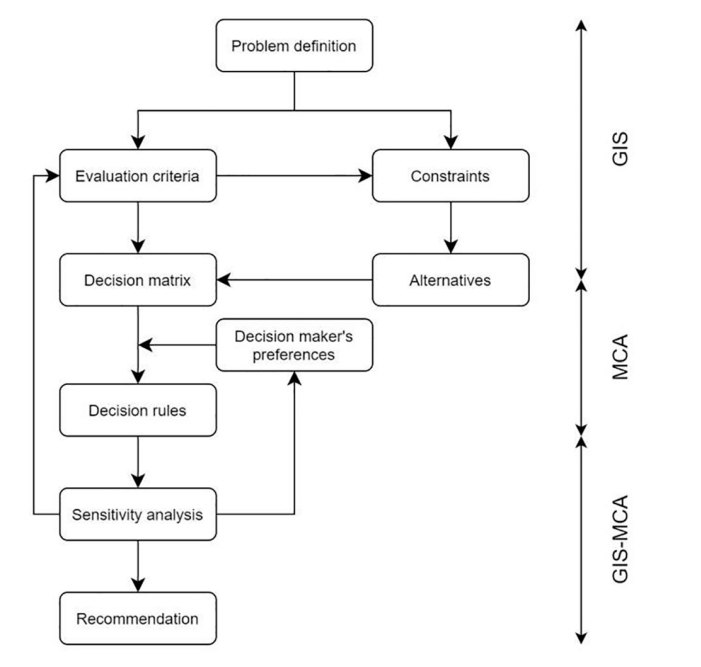 Problem definition
GIS
Evaluation criteria
Constraints
Decision matrix
Alternatives
Decision maker's
preferences
MCA
Decision rules
Sensitivity analysis
GIS-MCA
Recommendation